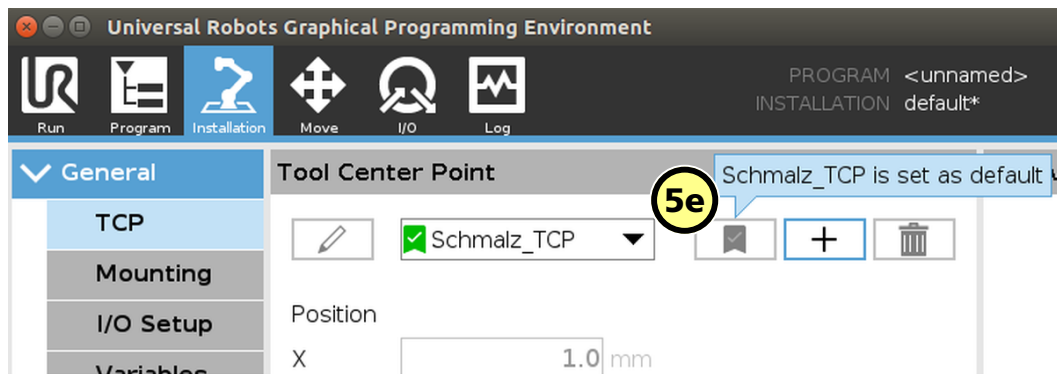 Universal Robots Graphical Programming Environment
UR
Run
Program
Installation
Move
I/O
Log
PROGRAM <unnamed>
INSTALLATION default*
General
TCP
Mounting
I/O Setup
Variables
Tool Center Point
5e
Schmalz_TCP is set as default
Schmalz_TCP
Position
X 1.0 mm